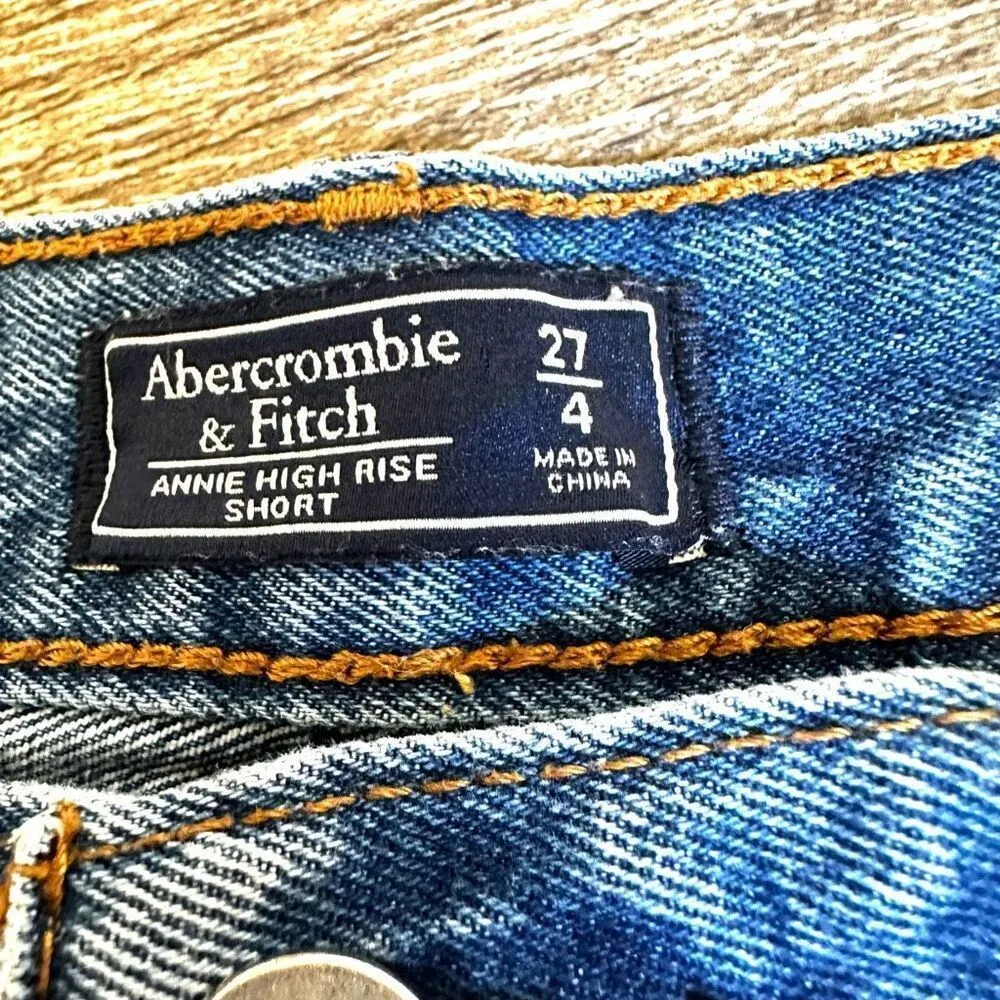 Abercrombie
& Fitch
ANNIE HIGH RISE
SHORT
27
4
MADE IN
CHINA